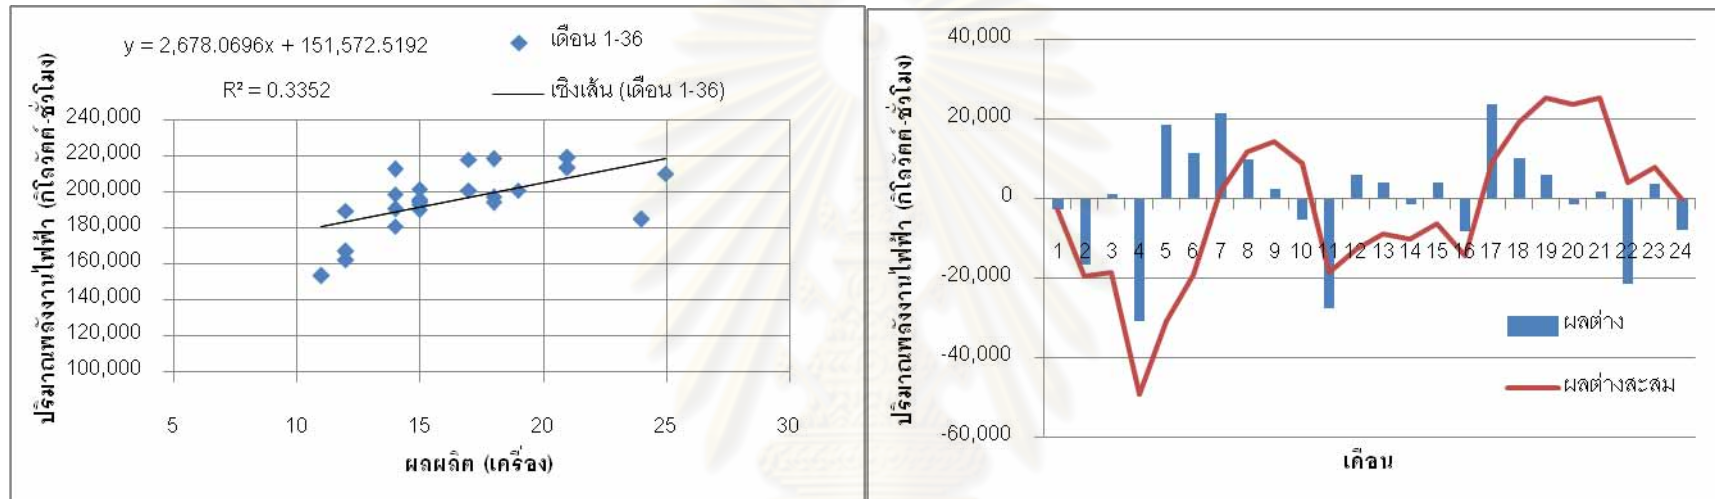 y = 2,678.0696x + 151,572.5192
R² = 0.3352
เดือน 1-36
เชิงเส้น (เดือน 1-36)
ปริมาณพลังงานไฟฟ้า (กิโลวัตต์-ชั่วโมง)
240,000
220,000
200,000
180,000
160,000
140,000
120,000
100,000
5 10 15 20 25 30
ผลผลิต (เครื่อง)
ปริมาณพลังงานไฟฟ้า (กิโลวัตต์-ชั่วโมง)
40,000
20,000
0
1 2 3 4 5 6 7 8 9 10 11 12 13 14 15 16 17 18 19 20 21 22 23 24
-20,000
-40,000
-60,000
ผลต่าง
ผลต่างสะสม
เดือน